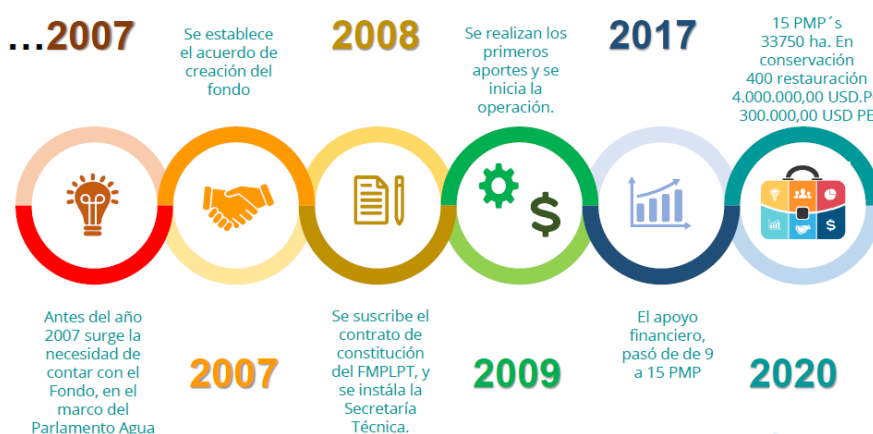 ...2007
Antes del año
2007 surge la
necesidad de
contar con el
Fondo, en el
marco del
Parlamento Agua
Se establece
el acuerdo de
creación del
fondo
2007
2008
Se suscribe el
contrato de
constitución
del FMPLPT, y
se instála la
Secretaría
Técnica.
Se realizan los
primeros
aportes y se
inicia la
operación.
2009
2017
El apoyo
financiero,
pasó de de 9
a 15 PMP
15 PMP´s
33750 ha. En
conservación
400 restauración
4.000.000,00 USD.P
300.000,00 USD PE
2020